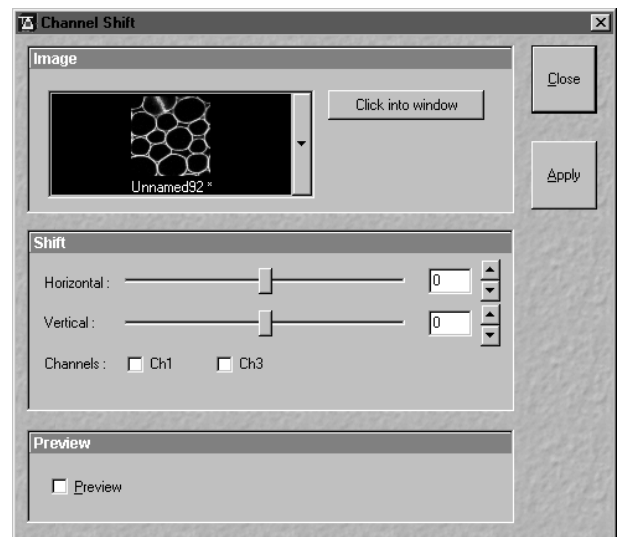 Channel Shift
Image
Close
Click into window
Unnamed92 *
Apply
Shift
Horizontal : 0
Vertical : 0
Channels : Ch1 Ch3
Preview
Preview